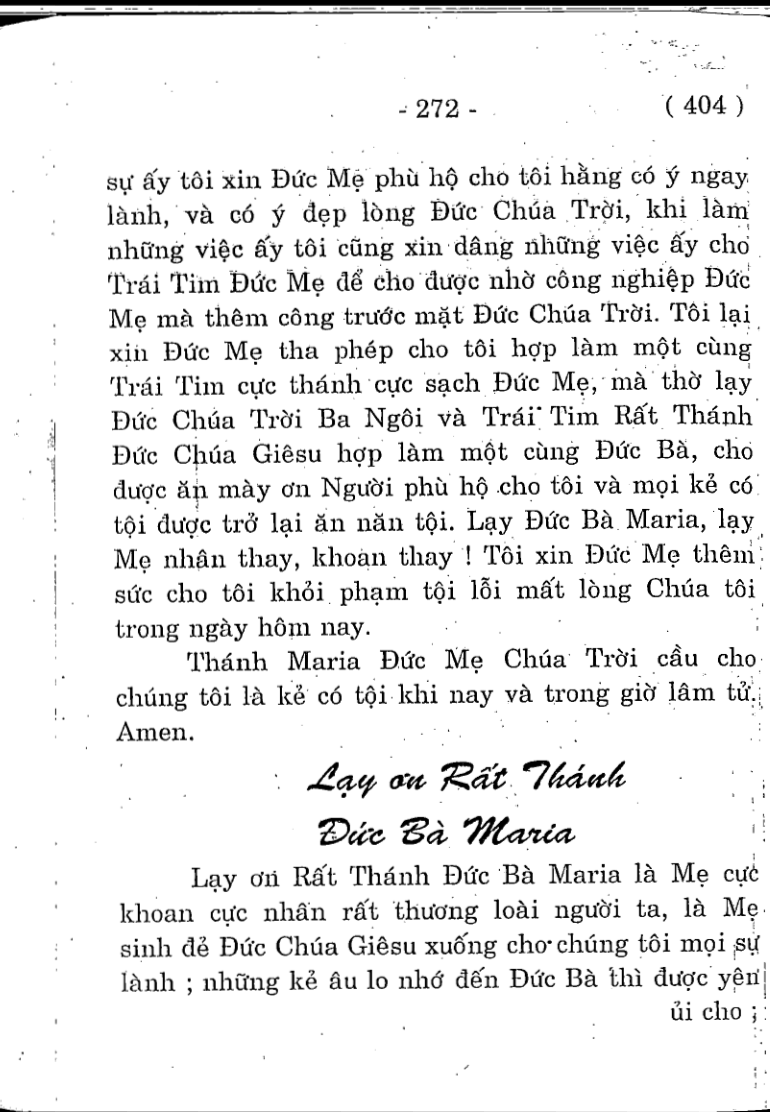 - 272 -
( 404 )
sự ấy tôi xin Đức Mẹ phù hộ cho tôi hằng có ý ngay
lành, và có ý đẹp lòng Đức Chúa Trời, khi làm
những việc ấy tôi cũng xin dâng những việc ấy cho
Trái Tim Đức Mẹ để cho được nhờ công nghiệp Đức
Mẹ mà thêm công trước mặt Đức Chúa Trời. Tôi lại
xin Đức Mẹ tha phép cho tôi hợp làm một cùng
Trái Tim cực thánh cực sạch Đức Mẹ, mà thờ lạy
Đức Chúa Trời Ba Ngôi và Trái Tim Rất Thánh
Đức Chúa Giêsu hợp làm một cùng Đức Bà, cho
được ăn mày ơn Người phù hộ cho tôi và mọi kẻ có
tội được trở lại ăn năn tội. Lạy Đức Bà Maria, lạy
Mẹ nhân thay, khoan thay ! Tôi xin Đức Mẹ thêm
sức cho tôi khỏi phạm tội lỗi mất lòng Chúa tôi
trong ngày hôm nay.
Thánh Maria Đức Mẹ Chúa Trời cầu cho
chúng tôi là kẻ có tội khi nay và trong giờ lâm tử.
Amen.
Lạy ơn Rất Thánh
Đức Bà Maria
Lạy ơn Rất Thánh Đức Bà Maria là Mẹ cực
khoan cực nhân rất thương loài người ta, là Mẹ
sinh đẻ Đức Chúa Giêsu xuống cho chúng tôi mọi sự
lành ; những kẻ âu lo nhớ đến Đức Bà thì được yên
ủi cho ;